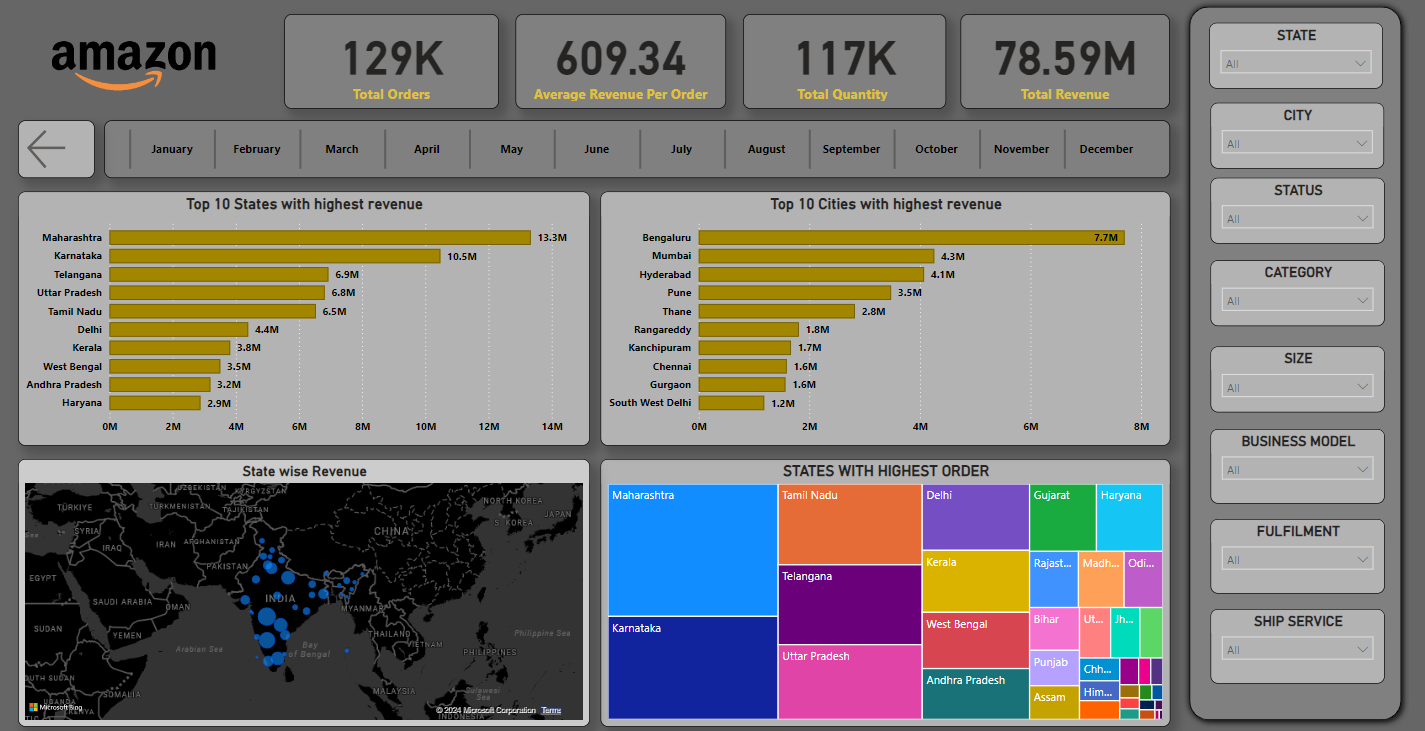 amazon
129K
Total Orders
609.34
Average Revenue Per Order
117K
Total Quantity
78.59M
Total Revenue
January February March April May June July August September October November December
Top 10 States with highest revenue
Maharashtra 13.3M
Karnataka 10.5M
Telangana 6.9M
Uttar Pradesh 6.8M
Tamil Nadu 6.5M
Delhi 4.4M
Kerala 3.8M
West Bengal 3.5M
Andhra Pradesh 3.2M
Haryana 2.9M
0M 2M 4M 6M 8M 10M 12M 14M
Top 10 Cities with highest revenue
Bengaluru 7.7M
Mumbai 4.3M
Hyderabad 4.1M
Pune 3.5M
Thane 2.8M
Rangareddy 1.8M
Kanchipuram 1.7M
Chennai 1.6M
Gurgaon 1.6M
South West Delhi 1.2M
0M 2M 4M 6M 8M
State wise Revenue
UZBEKISTAN
KYRGYZSTAN
NORTH KOREA
TÜRKIYE
TURKMENISTAN
TAJIKISTAN
JAPAN
S. KOREA
SYRIA
CHINA
IRAQ
IRAN
AFGHANISTAN
PAKISTAN
EGYPT
INDIA
SAUDI ARABIA
OMAN
MYANMAR
SUDAN
YEMEN
THAILAND
Philippine Sea
Arabian Sea
Bay
of Bengal
VIETNAM
PHILIPPINES
SOUTH SUDAN
SOMALIA
MALAYSIA
Sulawesi
Sea
UGANDA
KENYA
INDONESIA
Microsoft Bing
© 2024 Microsoft Corporation Terms
STATES WITH HIGHEST ORDER
Maharashtra
Karnataka
Tamil Nadu
Telangana
Uttar Pradesh
Delhi
Kerala
West Bengal
Andhra Pradesh
Gujarat
Haryana
Rajast...
Madh...
Odi...
Bihar
Ut...
Jh...
Punjab
Chh...
Assam
Him...
STATE
All
CITY
All
STATUS
All
CATEGORY
All
SIZE
All
BUSINESS MODEL
All
FULFILMENT
All
SHIP SERVICE
All